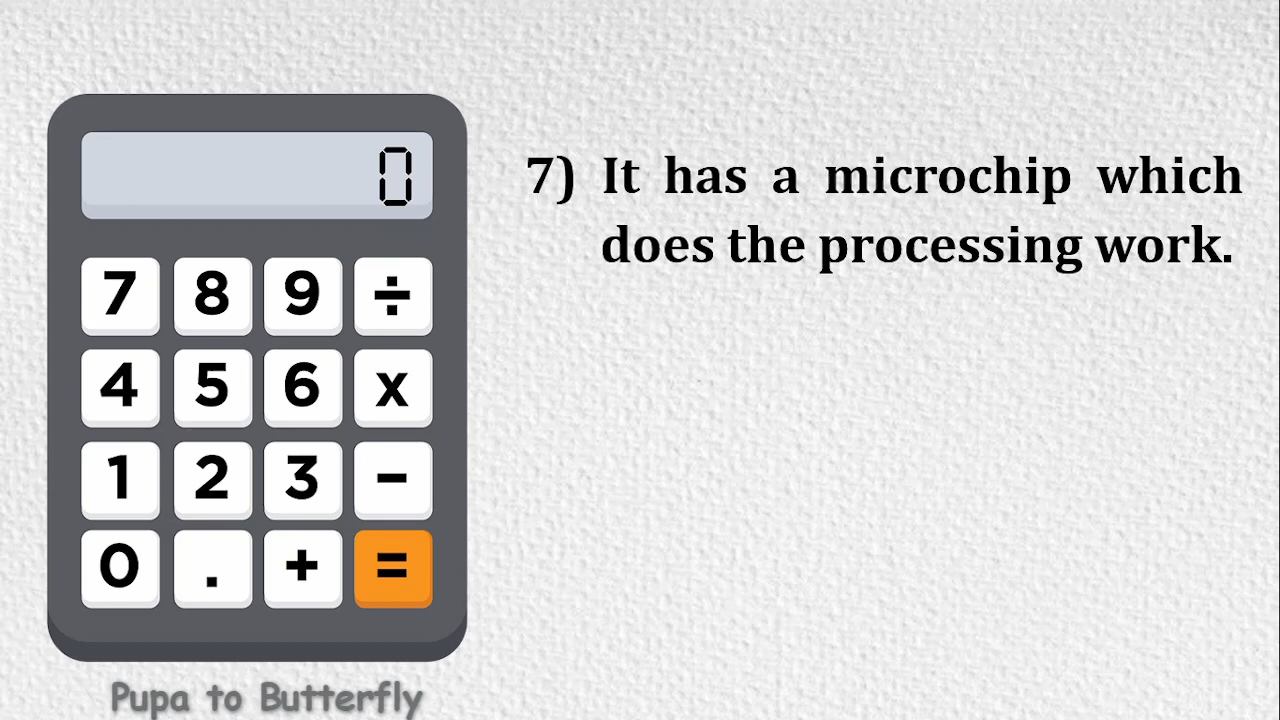 0
7) It has a microchip which
does the processing work.
7 8 9 ÷
4 5 6 x
1 2 3 −
0 . + =
Pupa to Butterfly